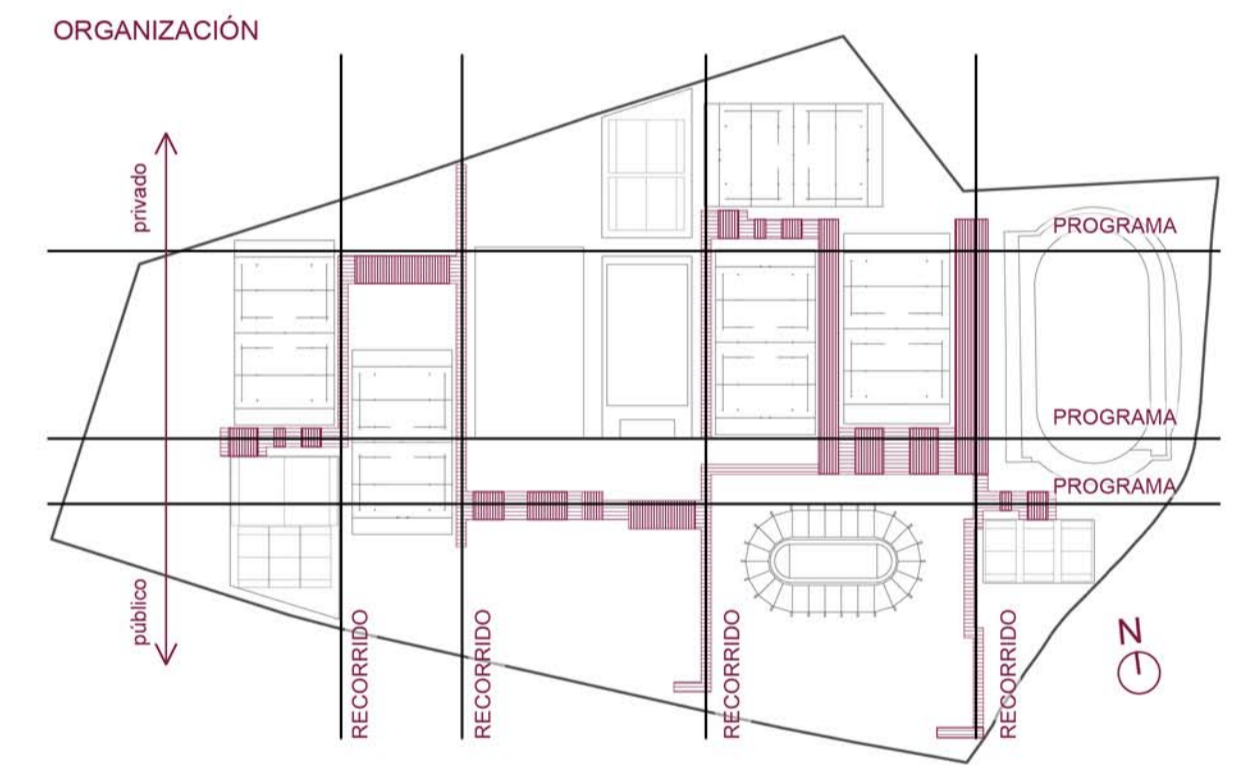 ORGANIZACIÓN
privado
PROGRAMA
PROGRAMA
PROGRAMA
público
RECORRIDO
RECORRIDO
RECORRIDO
RECORRIDO
N